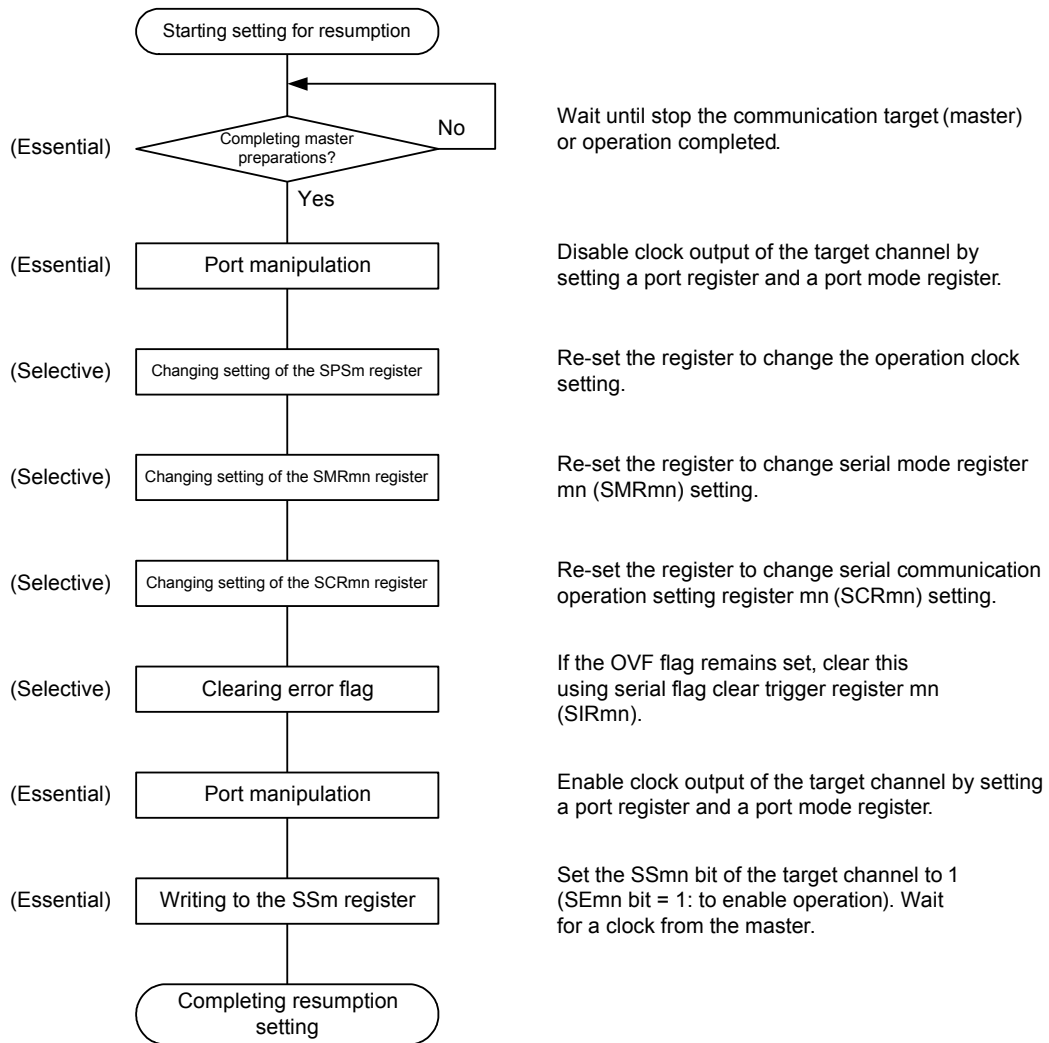 Starting setting for resumption
(Essential)
Completing master
preparations?
No
Yes
Wait until stop the communication target (master)
or operation completed.
(Essential)
Port manipulation
Disable clock output of the target channel by
setting a port register and a port mode register.
(Selective)
Changing setting of the SPSm register
Re-set the register to change the operation clock
setting.
(Selective)
Changing setting of the SMRmn register
Re-set the register to change serial mode register
mn (SMRmn) setting.
(Selective)
Changing setting of the SCRmn register
Re-set the register to change serial communication
operation setting register mn (SCRmn) setting.
(Selective)
Clearing error flag
If the OVF flag remains set, clear this
using serial flag clear trigger register mn
(SIRmn).
(Essential)
Port manipulation
Enable clock output of the target channel by setting
a port register and a port mode register.
(Essential)
Writing to the SSm register
Set the SSmn bit of the target channel to 1
(SEmn bit = 1: to enable operation). Wait
for a clock from the master.
Completing resumption
setting